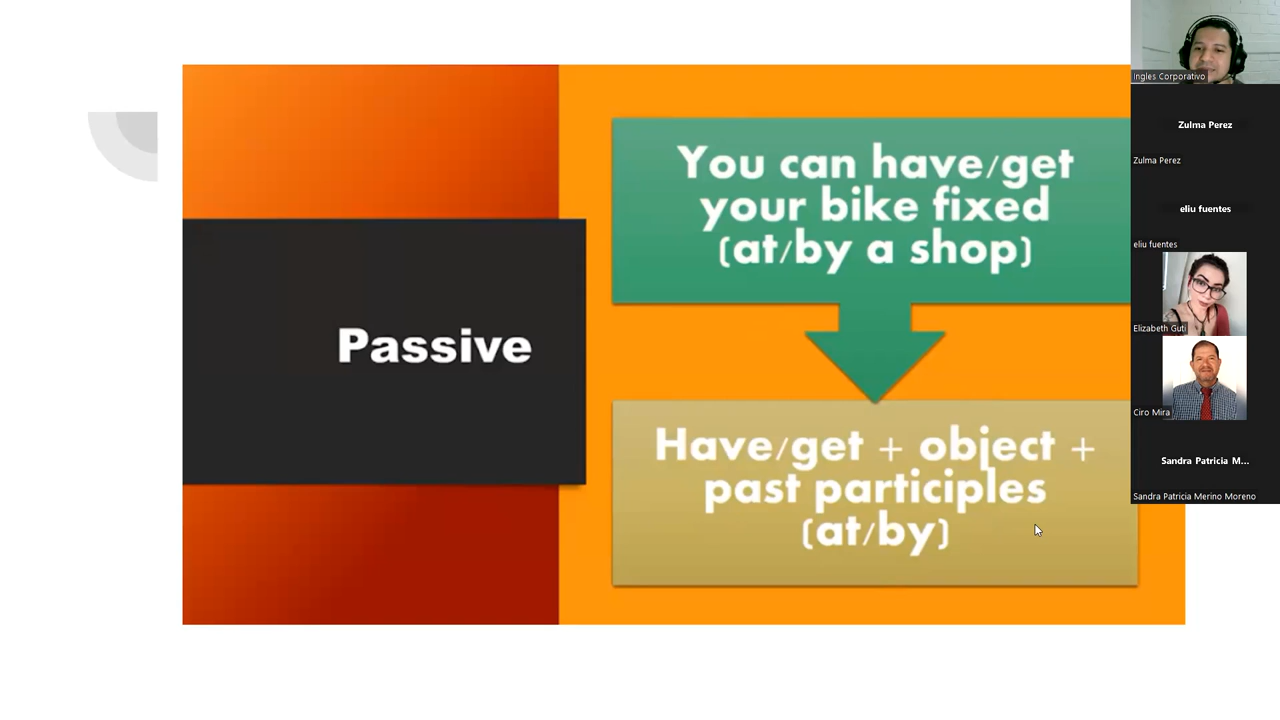 Passive
You can have/get
your bike fixed
(at/by a shop)
Have/get + object +
past participles
(at/by)
Ingles Corporativo
Zulma Perez
Zulma Perez
eliu fuentes
eliu fuentes
Elizabeth Guti
Ciro Mira
Sandra Patricia M...
Sandra Patricia Merino Moreno